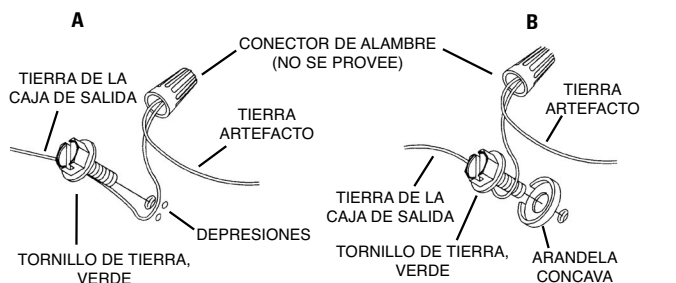 A
B
CONECTOR DE ALAMBRE
(NO SE PROVEE)
TIERRA DE LA
CAJA DE SALIDA
TIERRA
ARTEFACTO
DEPRESIONES
TORNILLO DE TIERRA,
VERDE
TIERRA
ARTEFACTO
TIERRA DE LA
CAJA DE SALIDA
TORNILLO DE TIERRA,
VERDE
ARANDELA
CONCAVA